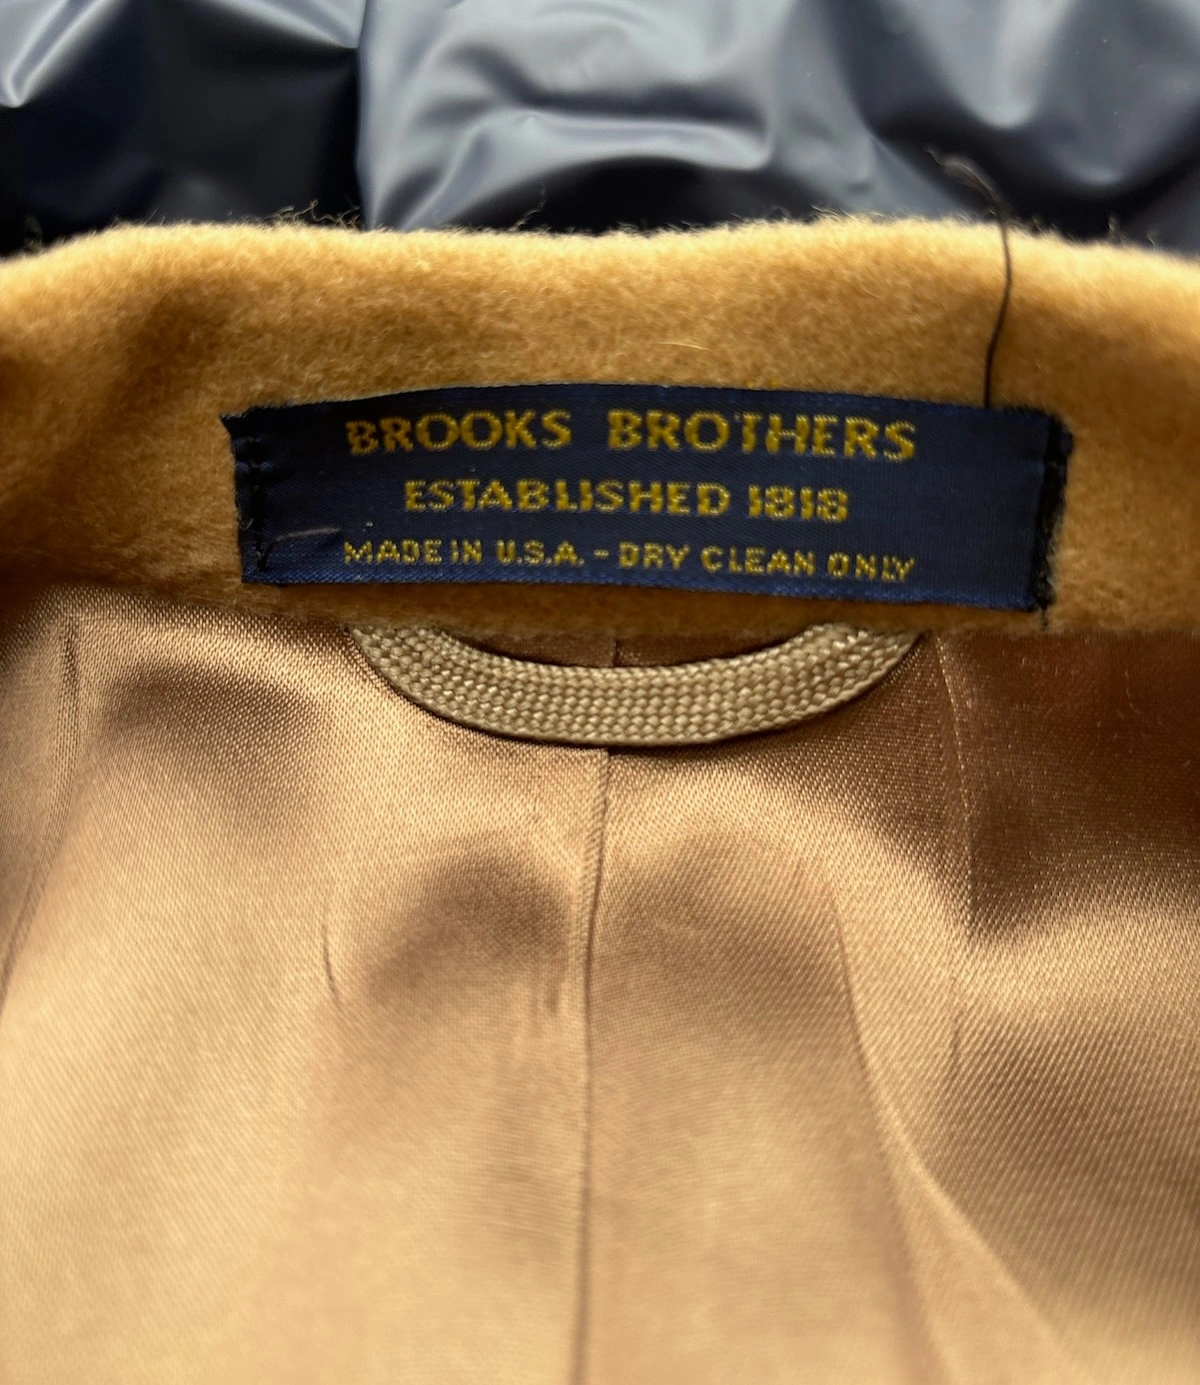 BROOKS BROTHERS
ESTABLISHED 1818
MADE IN U.S.A. - DRY CLEAN ONLY